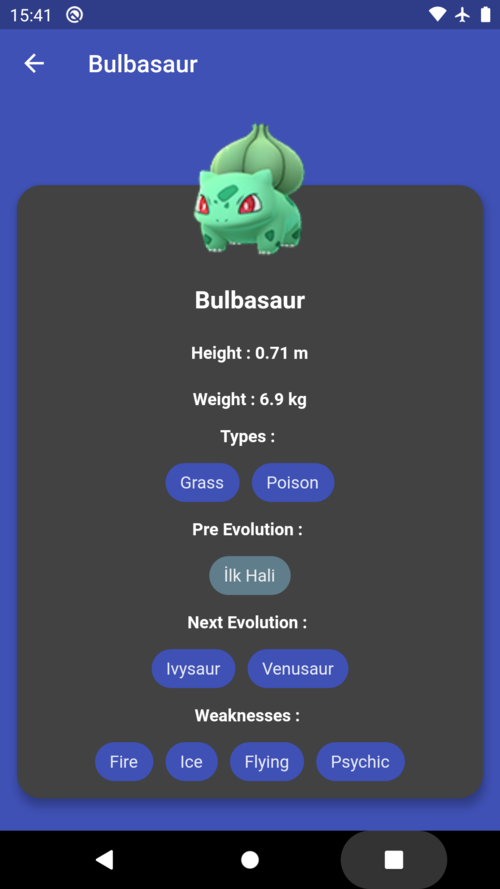 15:41
Bulbasaur
Bulbasaur
Height : 0.71 m
Weight : 6.9 kg
Types :
Grass Poison
Pre Evolution :
İlk Hali
Next Evolution :
Ivysaur Venusaur
Weaknesses :
Fire Ice Flying Psychic